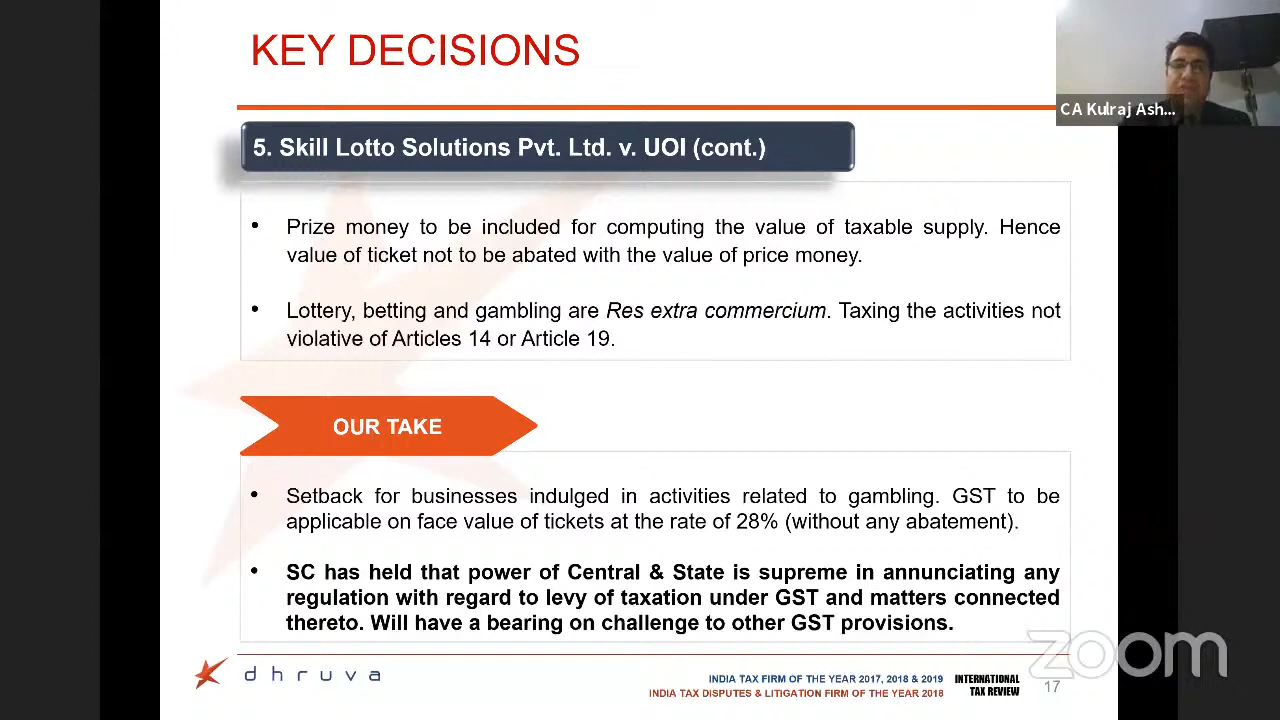 KEY DECISIONS
CA Kulraj Ash...
5. Skill Lotto Solutions Pvt. Ltd. v. UOI (cont.)
• Prize money to be included for computing the value of taxable supply. Hence
value of ticket not to be abated with the value of price money.
• Lottery, betting and gambling are Res extra commercium. Taxing the activities not
violative of Articles 14 or Article 19.
OUR TAKE
• Setback for businesses indulged in activities related to gambling. GST to be
applicable on face value of tickets at the rate of 28% (without any abatement).
• SC has held that power of Central & State is supreme in annunciating any
regulation with regard to levy of taxation under GST and matters connected
thereto. Will have a bearing on challenge to other GST provisions.
zoom
dhruva
INDIA TAX FIRM OF THE YEAR 2017, 2018 & 2019
INDIA TAX DISPUTES & LITIGATION FIRM OF THE YEAR 2018
INTERNATIONAL
TAX REVIEW
17